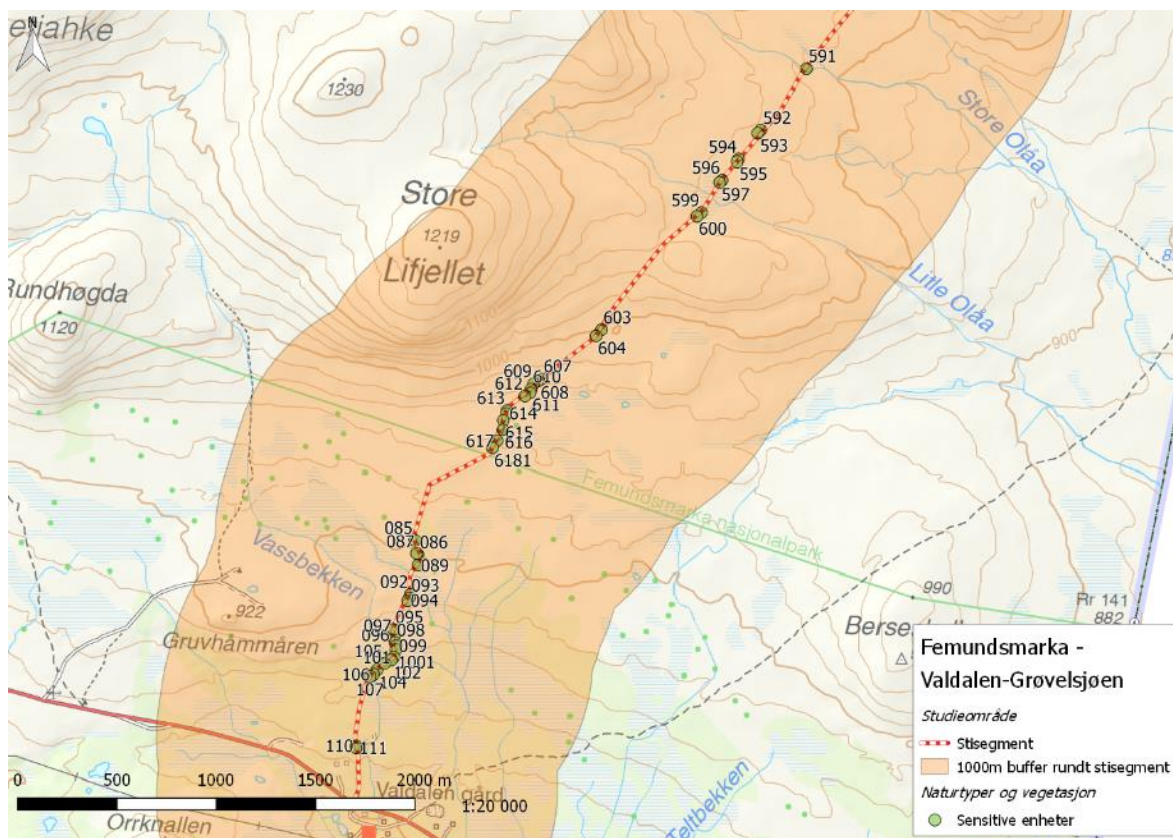 N
1230
591
592
593
594
595
596
597
599
600
Store Olåa
Store
1219
Lifjellet
Litle Olåa
Rundhøgda
1120
1100
1000
900
603
604
607
609
610
612
608
611
613
614
615
617
616
6181
Femundsmarka nasjonalpark
085
087
086
089
Vassbekken
092
093
094
095
097
098
096
099
105
101
1001
102
106
104
107
922
Gruvhåmmåren
990
Rr 141
882
110
111
Valdalen gård
Orrknallen
Teltbekken
0 500 1000 1500 2000 m
1:20 000
Femundsmarka -
Valdalen-Grøvelsjøen
Studieområde
Stisegment
1000m buffer rundt stisegment
Naturtyper og vegetasjon
Sensitive enheter